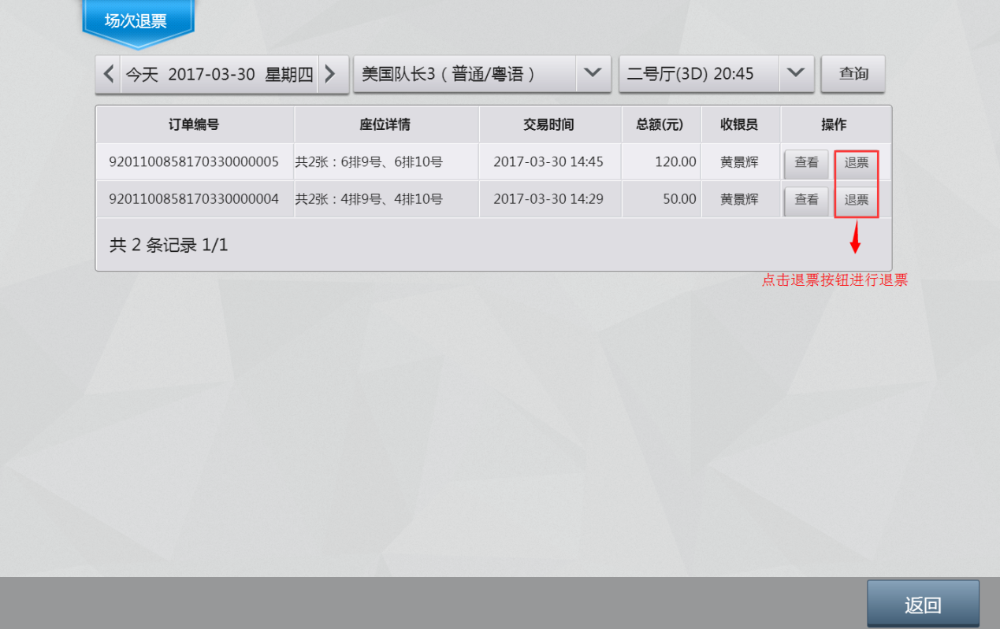 场次退票
今天 2017-03-30 星期四 美国队长3（普通/粤语） 二号厅(3D) 20:45 查询
订单编号 座位详情 交易时间 总额(元) 收银员 操作
9201100858170330000005 共2张：6排9号、6排10号 2017-03-30 14:45 120.00 黄景辉 查看 退票
9201100858170330000004 共2张：4排9号、4排10号 2017-03-30 14:29 50.00 黄景辉 查看 退票
共 2 条记录 1/1
点击退票按钮进行退票
返回